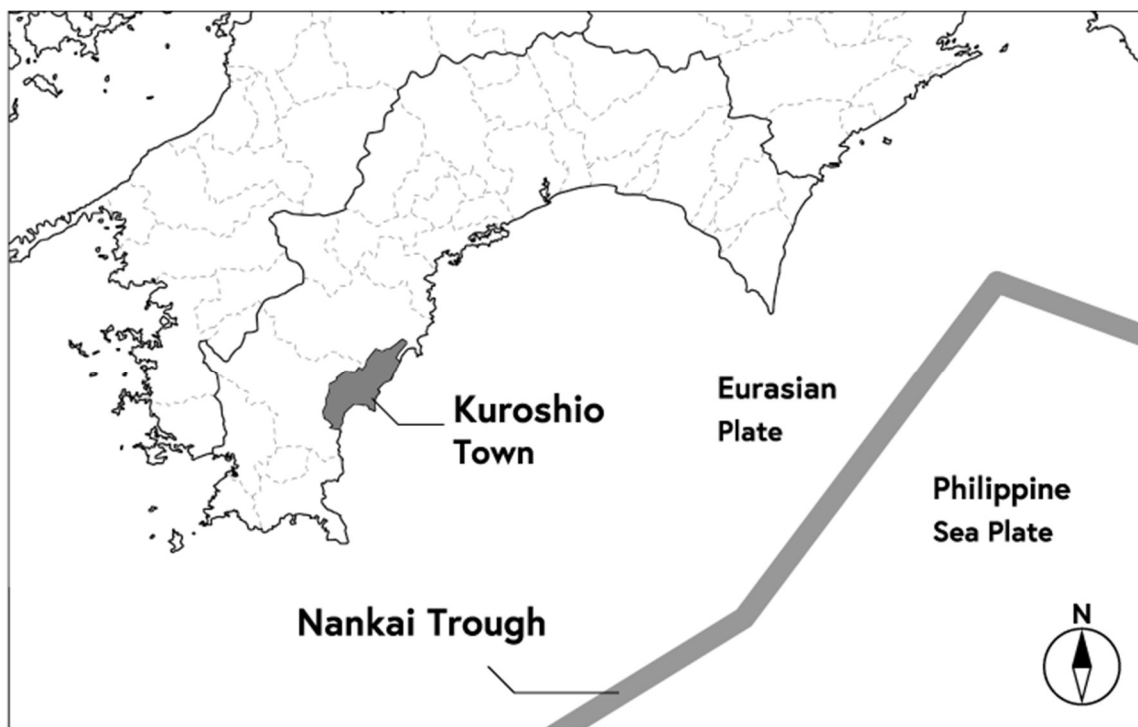 Eurasian
Plate
Kuroshio
Town
Philippine
Sea Plate
Nankai Trough
N